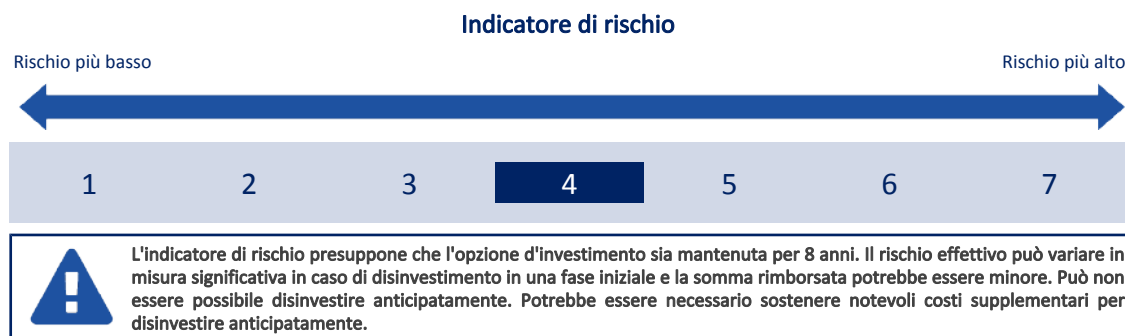 Indicatore di rischio
Rischio più basso
Rischio più alto
1 2 3 4 5 6 7
L'indicatore di rischio presuppone che l'opzione d'investimento sia mantenuta per 8 anni. Il rischio effettivo può variare in
misura significativa in caso di disinvestimento in una fase iniziale e la somma rimborsata potrebbe essere minore. Può non
essere possibile disinvestire anticipatamente. Potrebbe essere necessario sostenere notevoli costi supplementari per
disinvestire anticipatamente.